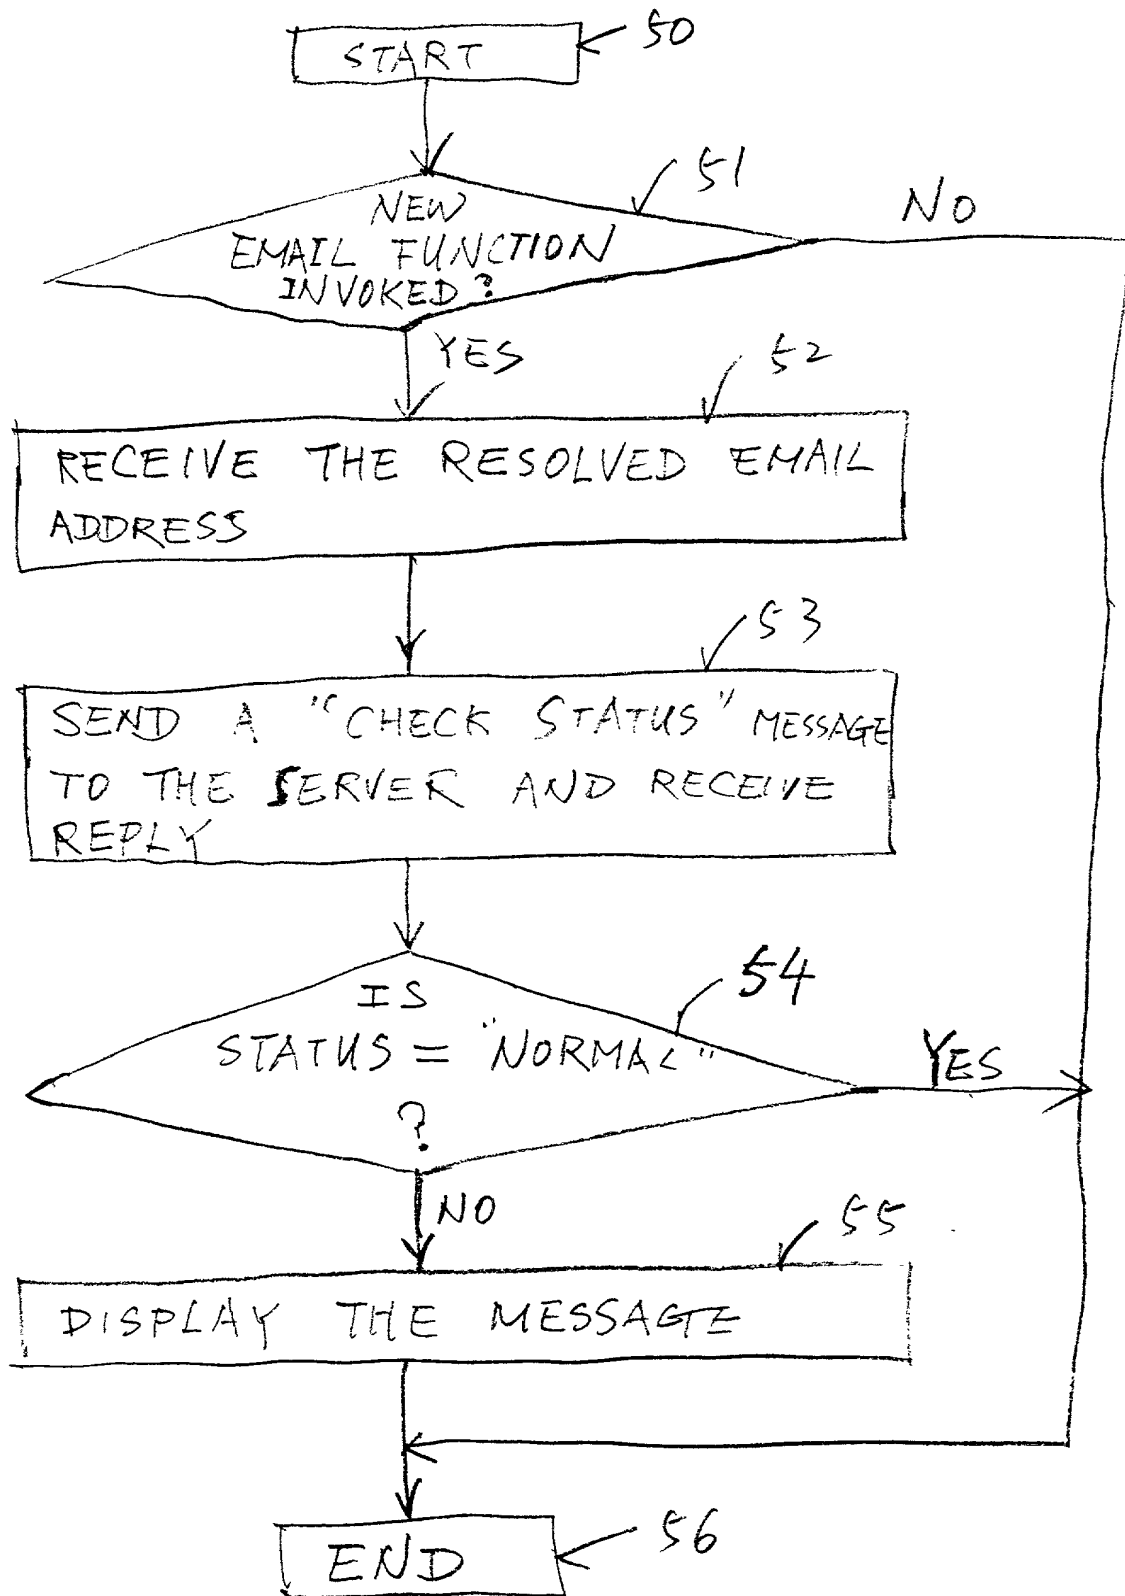 START
50
51
NO
NEW
EMAIL FUNCTION
INVOKED?
YES
52
RECEIVE THE RESOLVED EMAIL
ADDRESS
53
SEND A "CHECK STATUS" MESSAGE
TO THE SERVER AND RECEIVE
REPLY
54
IS
STATUS = "NORMAL"
?
YES
NO
55
DISPLAY THE MESSAGE
END
56